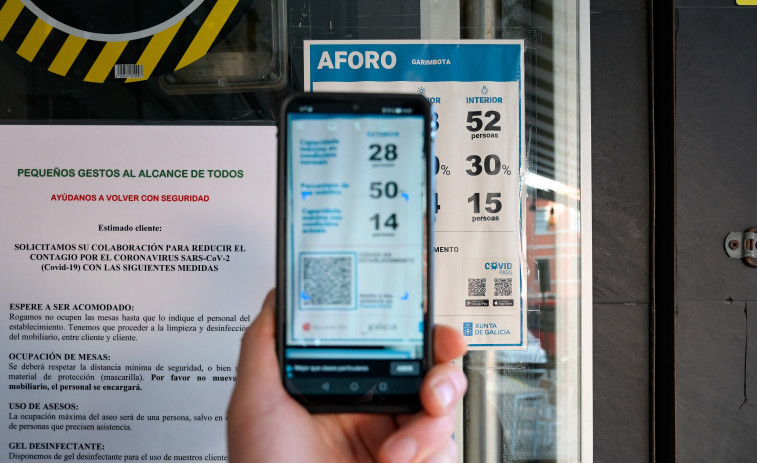 AFORO
GARIMBOTA
INTERIOR
52
personas
30%
15
personas
COVID
PASS
XUNTA
DE GALICIA
EXTERIOR
28
50%
14
PEQUEÑOS GESTOS AL ALCANCE DE TODOS
AYÚDANOS A VOLVER CON SEGURIDAD
Estimado cliente:
SOLICITAMOS SU COLABORACIÓN PARA REDUCIR EL
CONTAGIO POR EL CORONAVIRUS SARS-CoV-2
(Covid-19) CON LAS SIGUIENTES MEDIDAS
ESPERE A SER ACOMODADO:
Rogamos no ocupen las mesas hasta que lo indique el personal del
establecimiento. Tenemos que proceder a la limpieza y desinfección
del mobiliario, entre cliente y cliente.
OCUPACIÓN DE MESAS:
Se deberá respetar la distancia mínima de seguridad, o bien
material de protección (mascarilla). Por favor no
mobiliario, el personal se encargará.
USO DE ASESOS:
La ocupación máxima del aseo será de una persona, salvo en
de personas que precisen asistencia.
GEL DESINFECTANTE:
Disponemos de gel desinfectante para el uso de nuestros